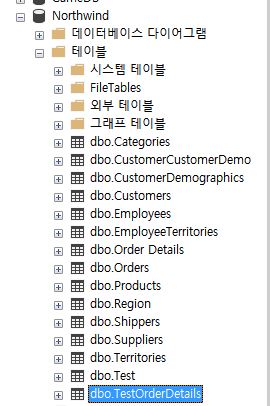 Northwind
데이터베이스 다이어그램
테이블
시스템 테이블
FileTables
외부 테이블
그래프 테이블
dbo.Categories
dbo.CustomerCustomerDemo
dbo.CustomerDemographics
dbo.Customers
dbo.Employees
dbo.EmployeeTerritories
dbo.Order Details
dbo.Orders
dbo.Products
dbo.Region
dbo.Shippers
dbo.Suppliers
dbo.Territories
dbo.Test
dbo.TestOrderDetails